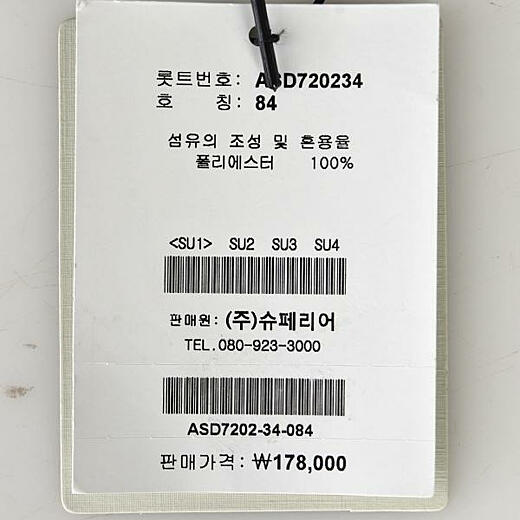 롯트번호: ASD720234
호 칭: 84
섬유의 조성 및 혼용율
폴리에스터 100%
<SU1> SU2 SU3 SU4
판매원: (주)슈페리어
TEL.080-923-3000
ASD7202-34-084
판매가격: ₩178,000